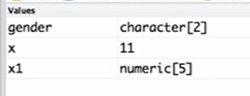 Values
gender character[2]
x 11
x1 numeric[5]